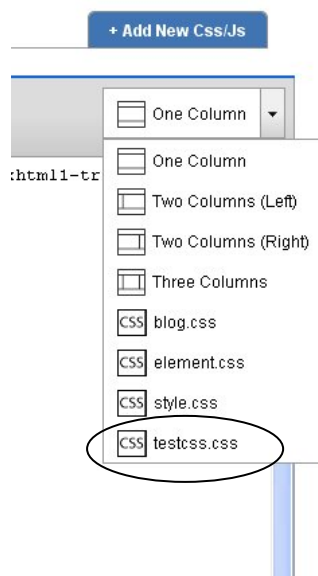 + Add New Css/Js
One Column
:html1-tr
One Column
Two Columns (Left)
Two Columns (Right)
Three Columns
CSS blog.css
CSS element.css
CSS style.css
CSS testcss.css